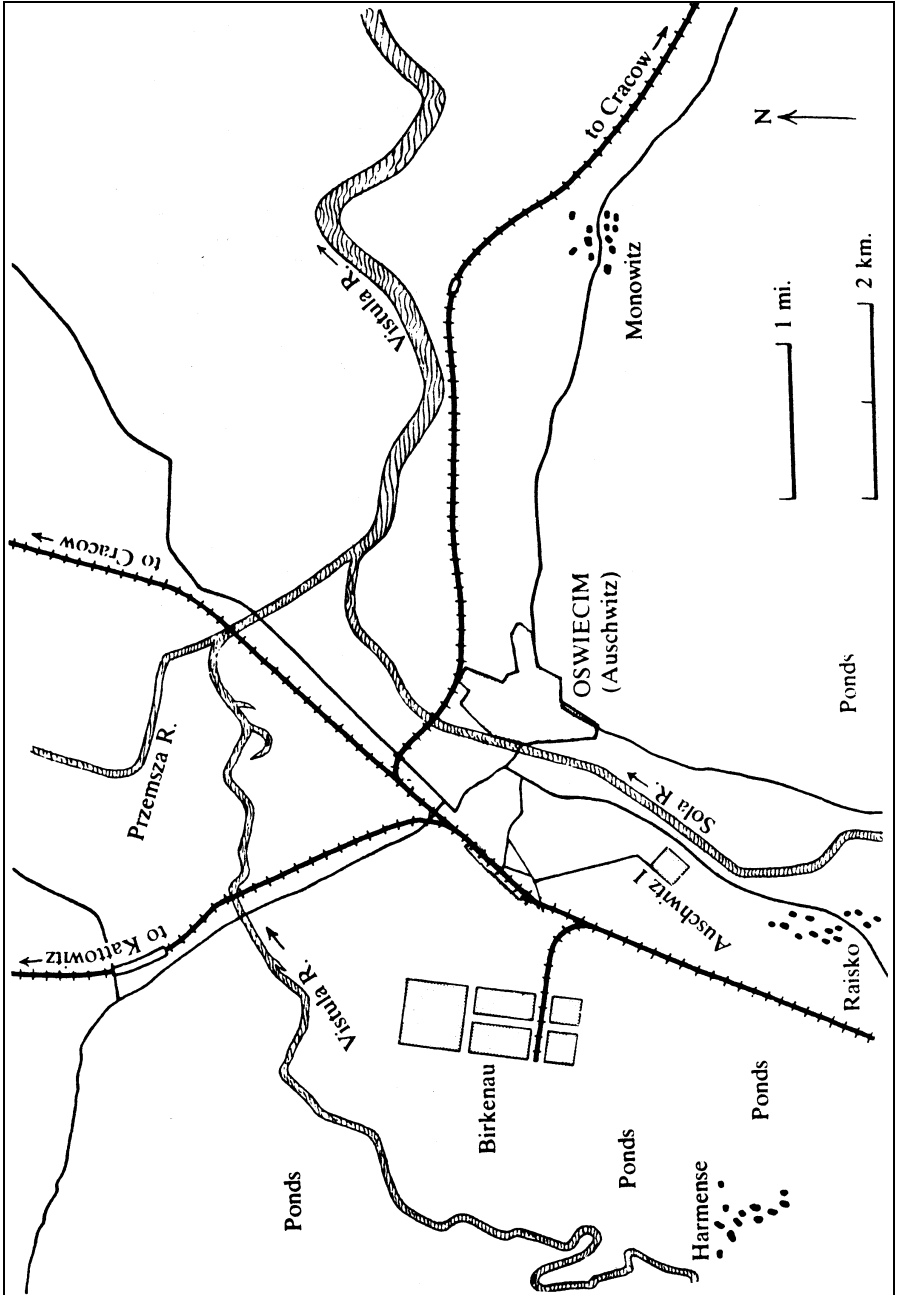 to Cracow
N
to Cracow
Vistula R.
Monowitz
1 mi.
2 km.
Przemsza R.
OSWIECIM
(Auschwitz)
Ponds
to Kattowitz
Sola R.
Auschwitz I
Vistula R.
Raisko
Birkenau
Ponds
Ponds
Ponds
Harmense